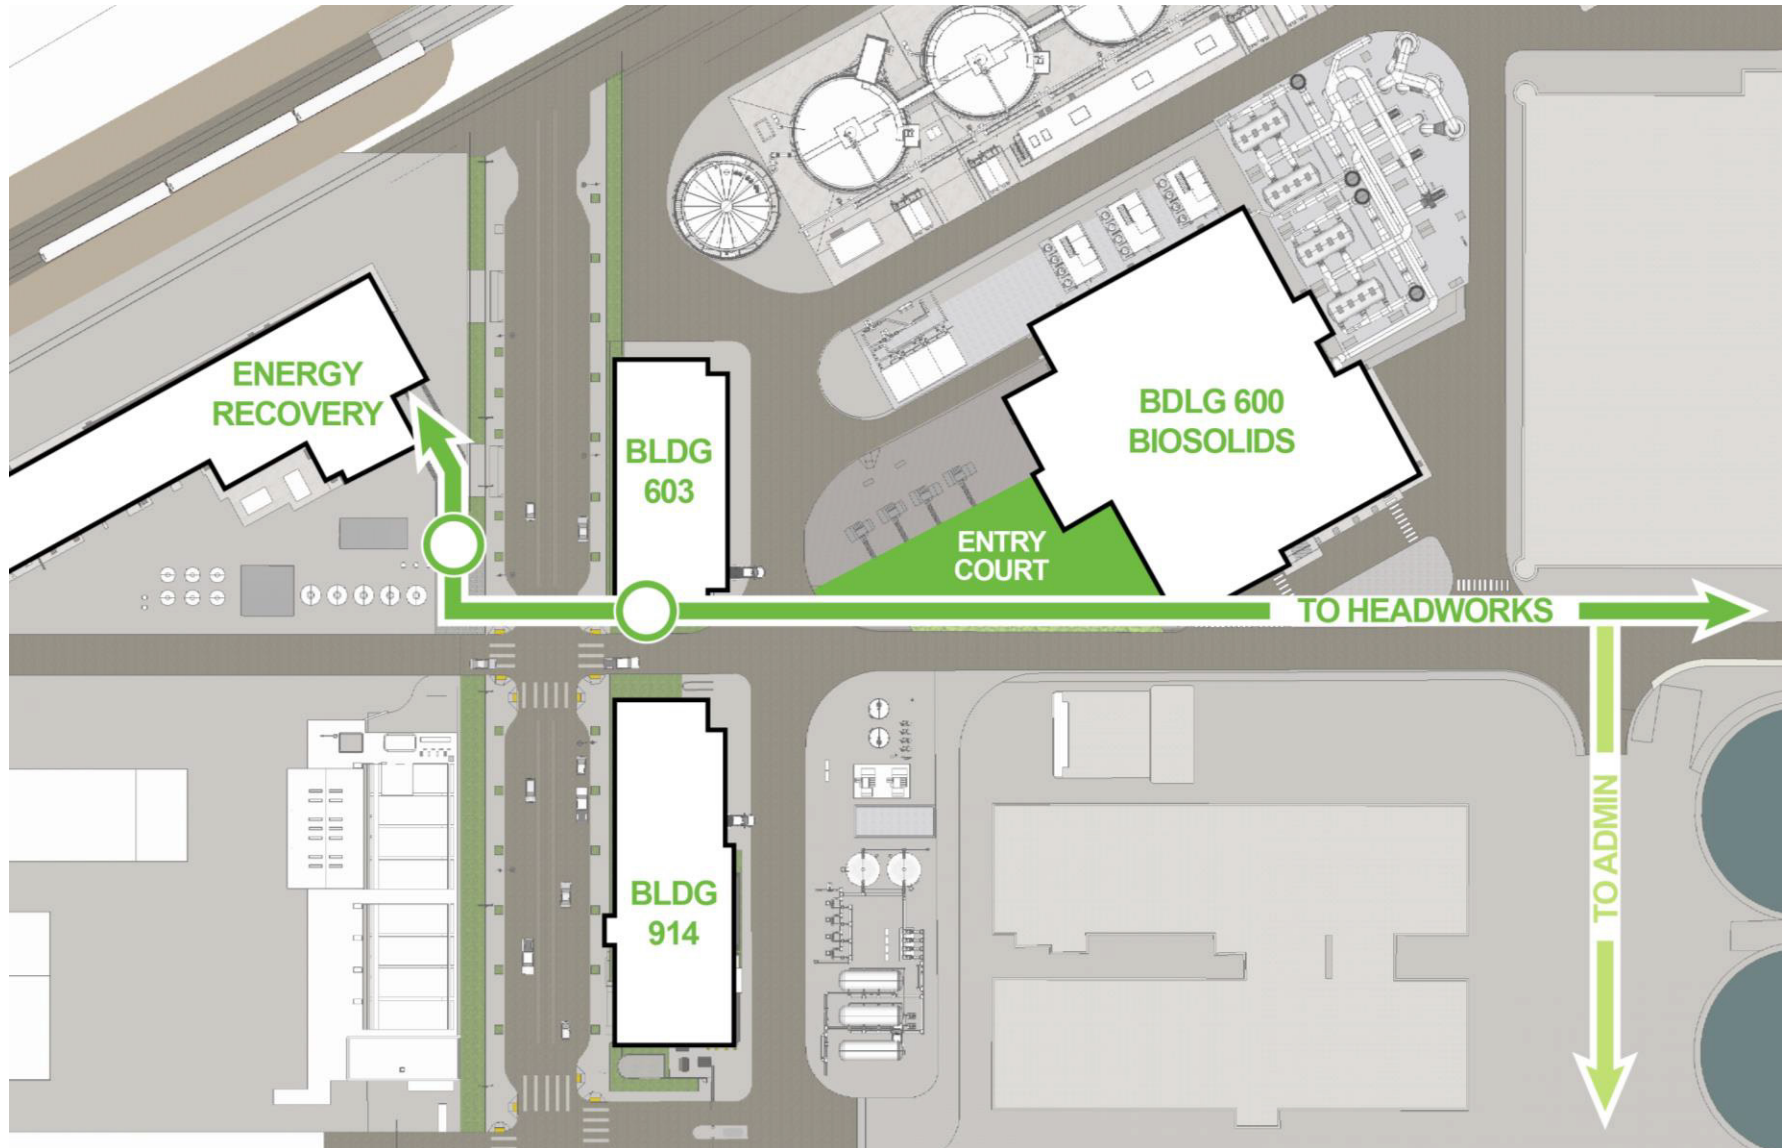 ENERGY
RECOVERY
BLDG
603
BDLG 600
BIOSOLIDS
ENTRY
COURT
TO HEADWORKS
BLDG
914
TO ADMIN